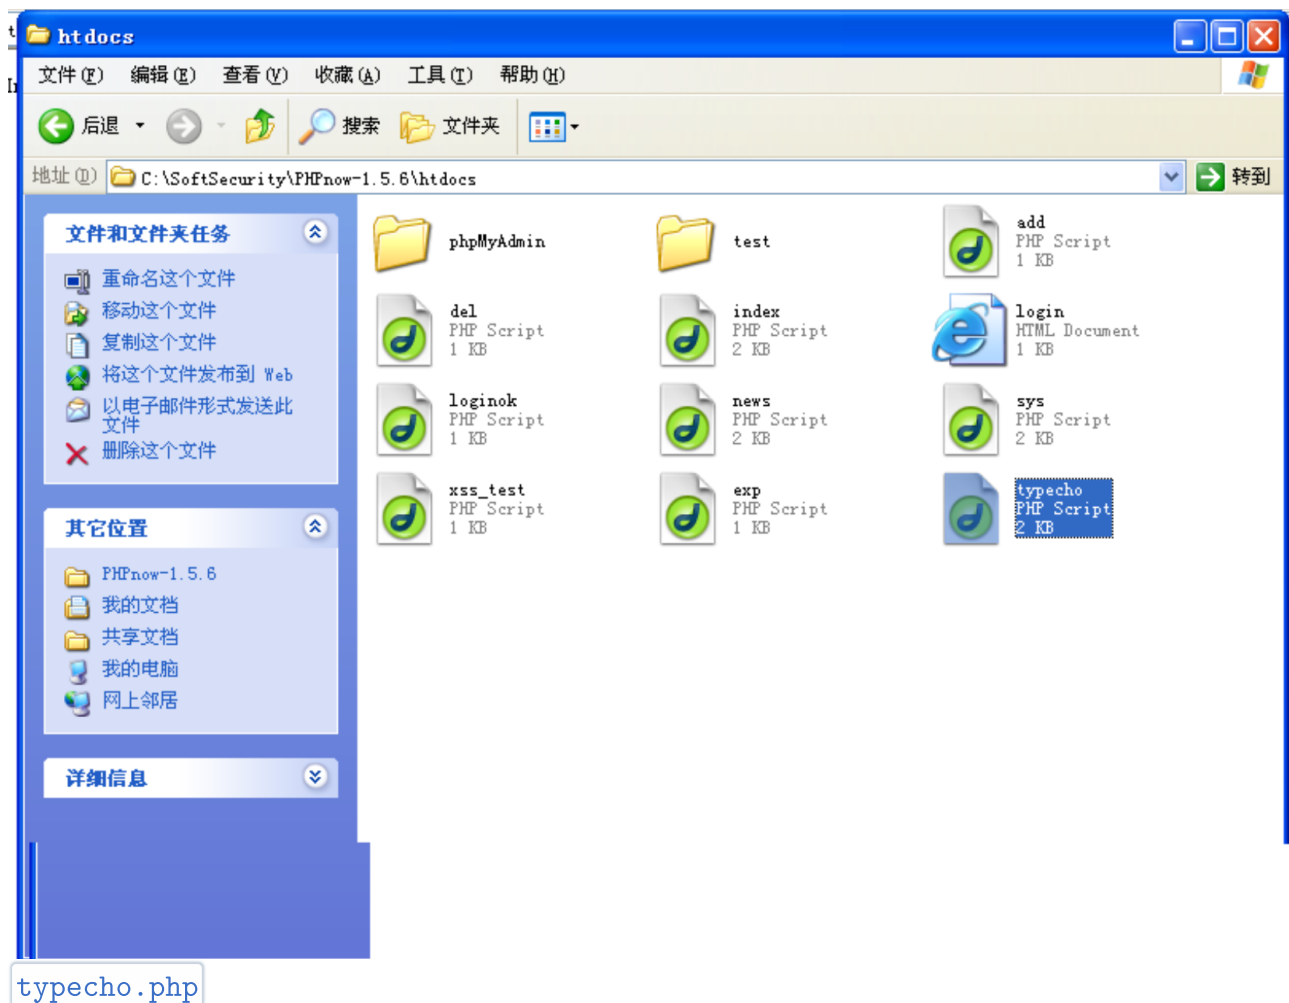 htdocs
文件(F) 编辑(E) 查看(V) 收藏(A) 工具(T) 帮助(H)
后退 搜索 文件夹
地址(D) C:\SoftSecurity\PHPnow-1.5.6\htdocs 转到
文件和文件夹任务
重命名这个文件
移动这个文件
复制这个文件
将这个文件发布到 Web
以电子邮件形式发送此
文件
删除这个文件
其它位置
PHPnow-1.5.6
我的文档
共享文档
我的电脑
网上邻居
详细信息
phpMyAdmin
test
add
PHP Script
1 KB
del
PHP Script
1 KB
index
PHP Script
2 KB
login
HTML Document
1 KB
loginok
PHP Script
1 KB
news
PHP Script
2 KB
sys
PHP Script
2 KB
xss_test
PHP Script
1 KB
exp
PHP Script
1 KB
typecho
PHP Script
2 KB
typecho.php